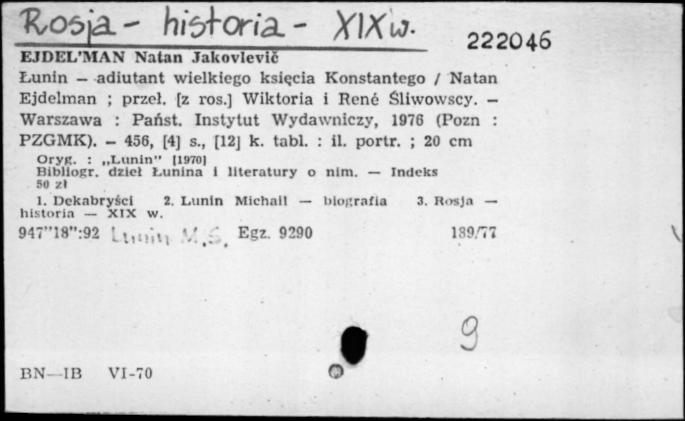 Rosja - historia - XIX w.
222046
EJDEL'MAN Natan Jakovlevič
Łunin — adiutant wielkiego księcia Konstantego / Natan
Ejdelman ; przeł. [z ros.] Wiktoria i René Śliwowscy. —
Warszawa : Państ. Instytut Wydawniczy, 1976 (Pozn :
PZGMK). — 456, [4] s., [12] k. tabl. : il. portr. ; 20 cm
Oryg. : „Lunin" [1970]
Bibliogr. dzieł Łunina i literatury o nim. — Indeks
50 zł
1. Dekabryści 2. Lunin Michail — biografia 3. Rosja —
historia — XIX w.
947"18":92 Lunin M.S. Egz. 9290 189/77
9
BN—IB VI-70